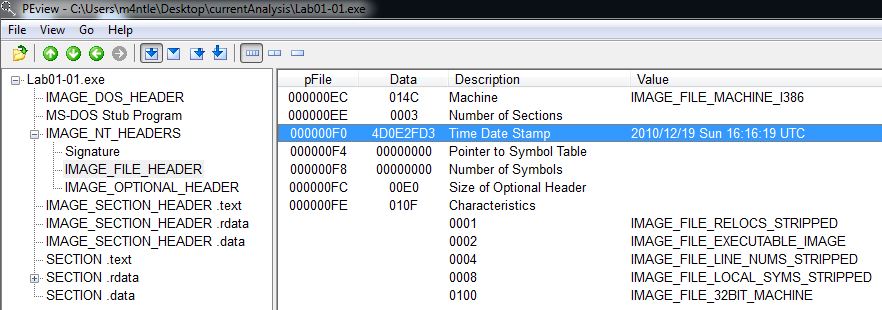 PEview - C:\Users\m4ntle\Desktop\currentAnalysis\Lab01-01.exe
File View Go Help
Lab01-01.exe
IMAGE_DOS_HEADER
MS-DOS Stub Program
IMAGE_NT_HEADERS
Signature
IMAGE_FILE_HEADER
IMAGE_OPTIONAL_HEADER
IMAGE_SECTION_HEADER .text
IMAGE_SECTION_HEADER .rdata
IMAGE_SECTION_HEADER .data
SECTION .text
SECTION .rdata
SECTION .data
pFile Data Description Value
000000EC 014C Machine IMAGE_FILE_MACHINE_I386
000000EE 0003 Number of Sections
000000F0 4D0E2FD3 Time Date Stamp 2010/12/19 Sun 16:16:19 UTC
000000F4 00000000 Pointer to Symbol Table
000000F8 00000000 Number of Symbols
000000FC 00E0 Size of Optional Header
000000FE 010F Characteristics
0001 IMAGE_FILE_RELOCS_STRIPPED
0002 IMAGE_FILE_EXECUTABLE_IMAGE
0004 IMAGE_FILE_LINE_NUMS_STRIPPED
0008 IMAGE_FILE_LOCAL_SYMS_STRIPPED
0100 IMAGE_FILE_32BIT_MACHINE